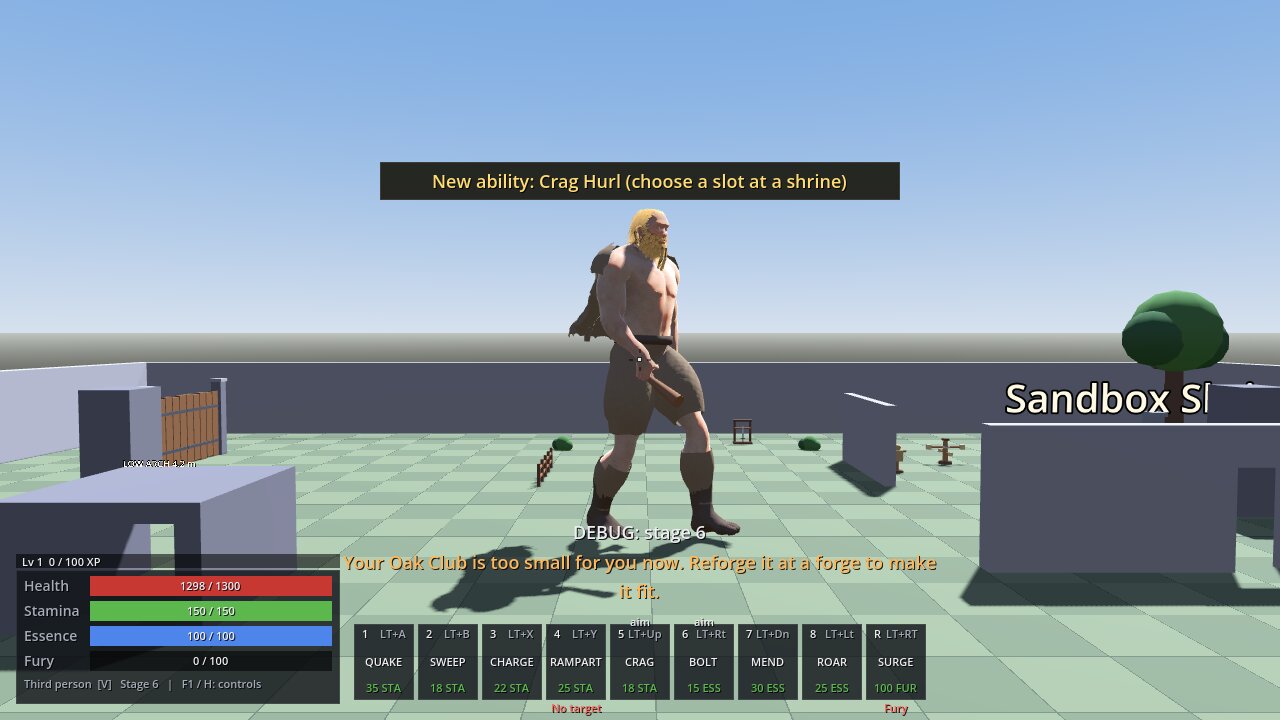 New ability: Crag Hurl (choose a slot at a shrine)
Sandbox
DEBUG: stage 6
Your Oak Club is too small for you now. Reforge it at a forge to make
it fit.
Lv 1 0 / 100 XP
Health 1298 / 1300
Stamina 150 / 150
Essence 100 / 100
Fury 0 / 100
Third person [V] Stage 6 | F1 / H: controls
aim aim
1 LT+A 2 LT+B 3 LT+X 4 LT+Y 5 LT+Up 6 LT+Rt 7 LT+Dn 8 LT+Lt R LT+RT
QUAKE SWEEP CHARGE RAMPART CRAG BOLT MEND ROAR SURGE
35 STA 18 STA 22 STA 25 STA 18 STA 15 ESS 30 ESS 25 ESS 100 FUR
No target Fury